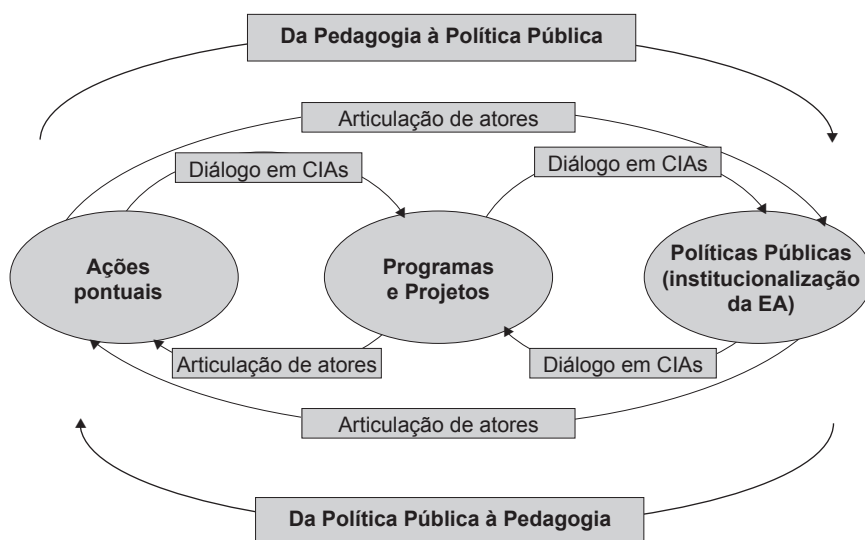 Da Pedagogia à Política Pública
Articulação de atores
Diálogo em CIAs
Diálogo em CIAs
Ações
pontuais
Programas
e Projetos
Políticas Públicas
(institucionalização
da EA)
Articulação de atores
Diálogo em CIAs
Articulação de atores
Da Política Pública à Pedagogia